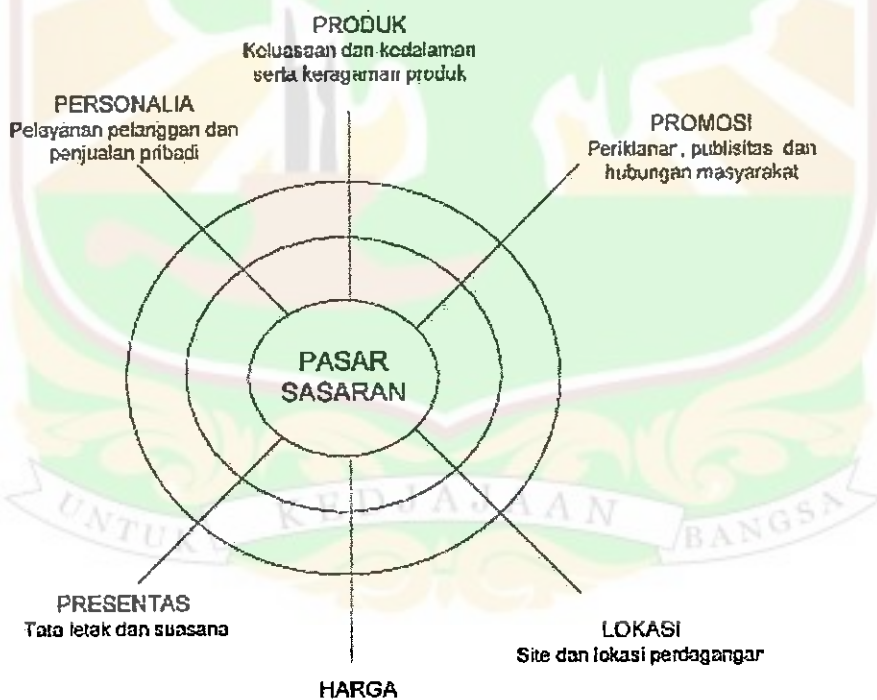 PRODUK
Keluasaan dan kedalaman
serta keragaman produk
PERSONALIA
Pelayanan pelanggan dan
penjualan pribadi
PROMOSI
Periklanar, publisitas dan
hubungan masyarakat
PASAR
SASARAN
UNTUK KEDJAJAAN BANGSA
PRESENTAS
Tata letak dan suasana
LOKASI
Site dan lokasi perdagangar
HARGA